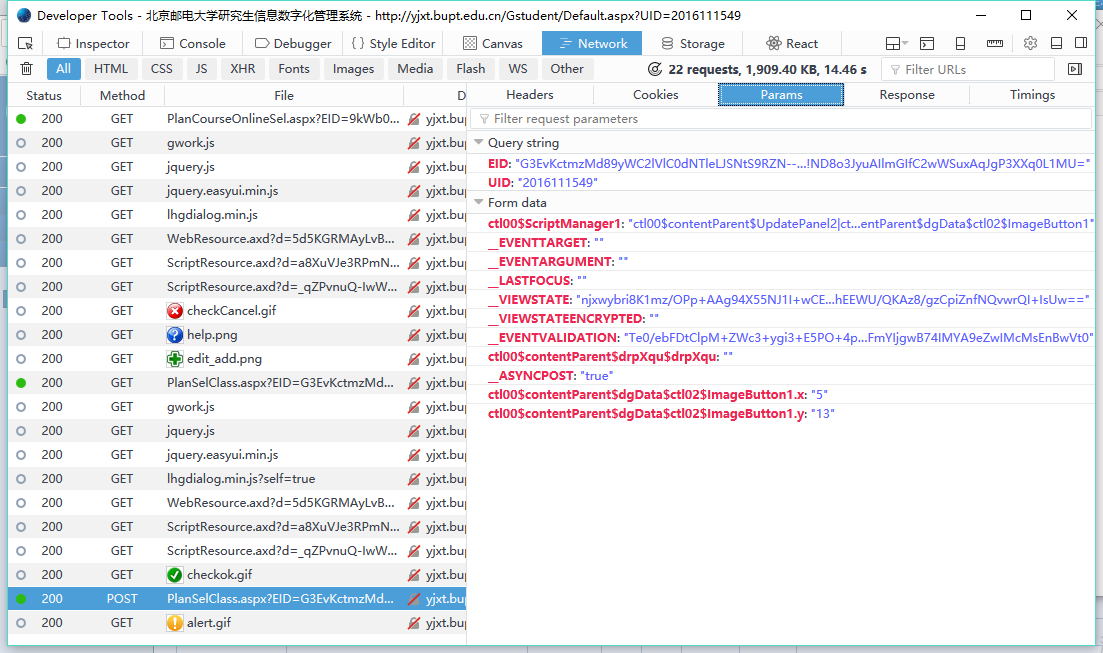 Developer Tools - 北京邮电大学研究生信息数字化管理系统 - http://yjxt.bupt.edu.cn/Gstudent/Default.aspx?UID=2016111549
Inspector Console Debugger { } Style Editor Canvas Network Storage React
All HTML CSS JS XHR Fonts Images Media Flash WS Other 22 requests, 1,909.40 KB, 14.46 s Filter URLs
Status Method File D Headers Cookies Params Response Timings
Filter request parameters
Query string
EID: "G3EvKctmzMd89yWC2lVlC0dNTleLJSNtS9RZN--...!ND8o3JyuAIlmGlfC2wWSuxAqJgP3XXq0L1MU="
UID: "2016111549"
Form data
ctl00$ScriptManager1: "ctl00$contentParent$UpdatePanel2|ct...entParent$dgData$ctl02$ImageButton1"
__EVENTTARGET: ""
__EVENTARGUMENT: ""
__LASTFOCUS: ""
__VIEWSTATE: "njxwybri8K1mz/OPp+AAg94X55NJ1I+wCE...hEEWU/QKAz8/gzCpiZnfNQvwrQI+IsUw=="
__VIEWSTATEENCRYPTED: ""
__EVENTVALIDATION: "Te0/ebFDtClpM+ZWc3+ygi3+E5PO+4p...FmYIjgwB74IMYA9eZwIMcMsEnBwVt0"
ctl00$contentParent$drpXqu$drpXqu: ""
__ASYNCPOST: "true"
ctl00$contentParent$dgData$ctl02$ImageButton1.x: "5"
ctl00$contentParent$dgData$ctl02$ImageButton1.y: "13"
200 GET PlanCourseOnlineSel.aspx?EID=9kWb0... yjxt.bup
200 GET gwork.js yjxt.bup
200 GET jquery.js yjxt.bup
200 GET jquery.easyui.min.js yjxt.bup
200 GET lhgdialog.min.js yjxt.bup
200 GET WebResource.axd?d=5d5KGRMAyLvB... yjxt.bup
200 GET ScriptResource.axd?d=a8XuVJe3RPmN... yjxt.bup
200 GET ScriptResource.axd?d=_qZPvnuQ-IwW... yjxt.bup
200 GET checkCancel.gif yjxt.bup
200 GET help.png yjxt.bup
200 GET edit_add.png yjxt.bup
200 GET PlanSelClass.aspx?EID=G3EvKctmzMd... yjxt.bup
200 GET gwork.js yjxt.bup
200 GET jquery.js yjxt.bup
200 GET jquery.easyui.min.js yjxt.bup
200 GET lhgdialog.min.js?self=true yjxt.bup
200 GET WebResource.axd?d=5d5KGRMAyLvB... yjxt.bup
200 GET ScriptResource.axd?d=a8XuVJe3RPmN... yjxt.bup
200 GET ScriptResource.axd?d=_qZPvnuQ-IwW... yjxt.bup
200 GET checkok.gif yjxt.bup
200 POST PlanSelClass.aspx?EID=G3EvKctmzMd... yjxt.bup
200 GET alert.gif yjxt.bup